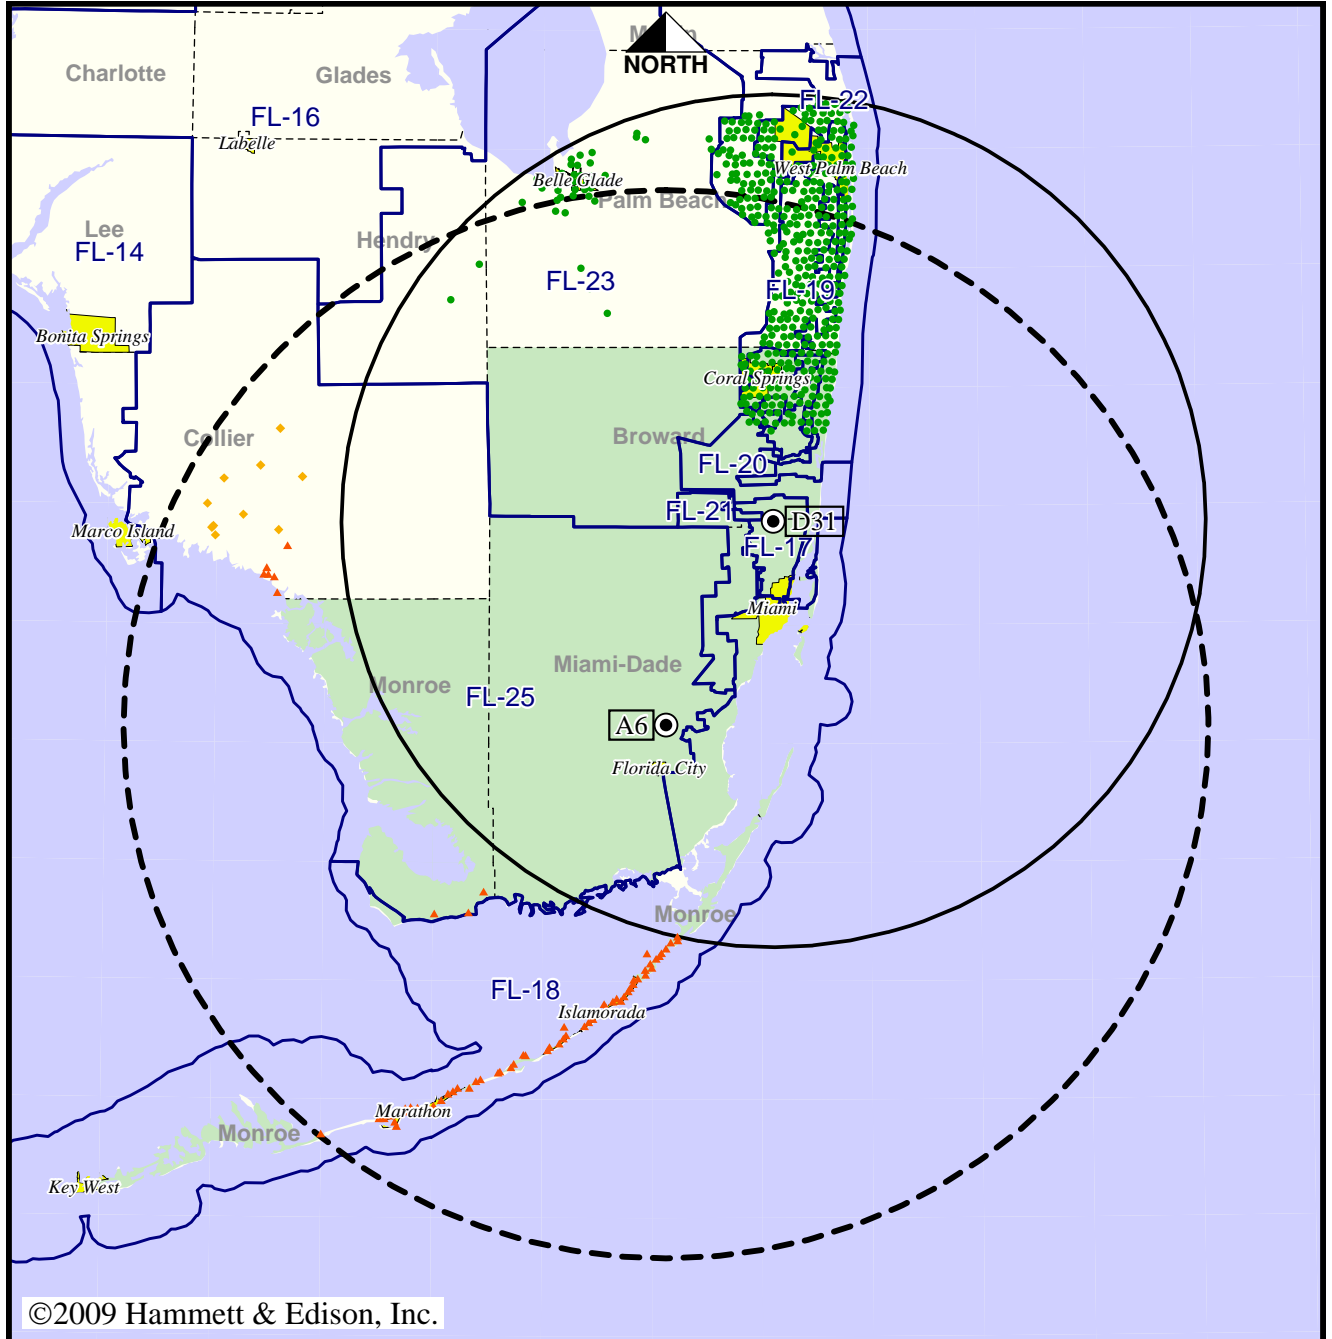 Martin
NORTH
Charlotte
Glades
FL-22
FL-16
Labelle
West Palm Beach
Belle Glade
Palm Beach
Lee
FL-14
Hendry
FL-23
FL-19
Bonita Springs
Coral Springs
Collier
Broward
FL-20
FL-21
D31
Marco Island
FL-17
Miami
Miami-Dade
Monroe
FL-25
A6
Florida City
Monroe
FL-18
Islamorada
Marathon
Monroe
Key West
©2009 Hammett & Edison, Inc.